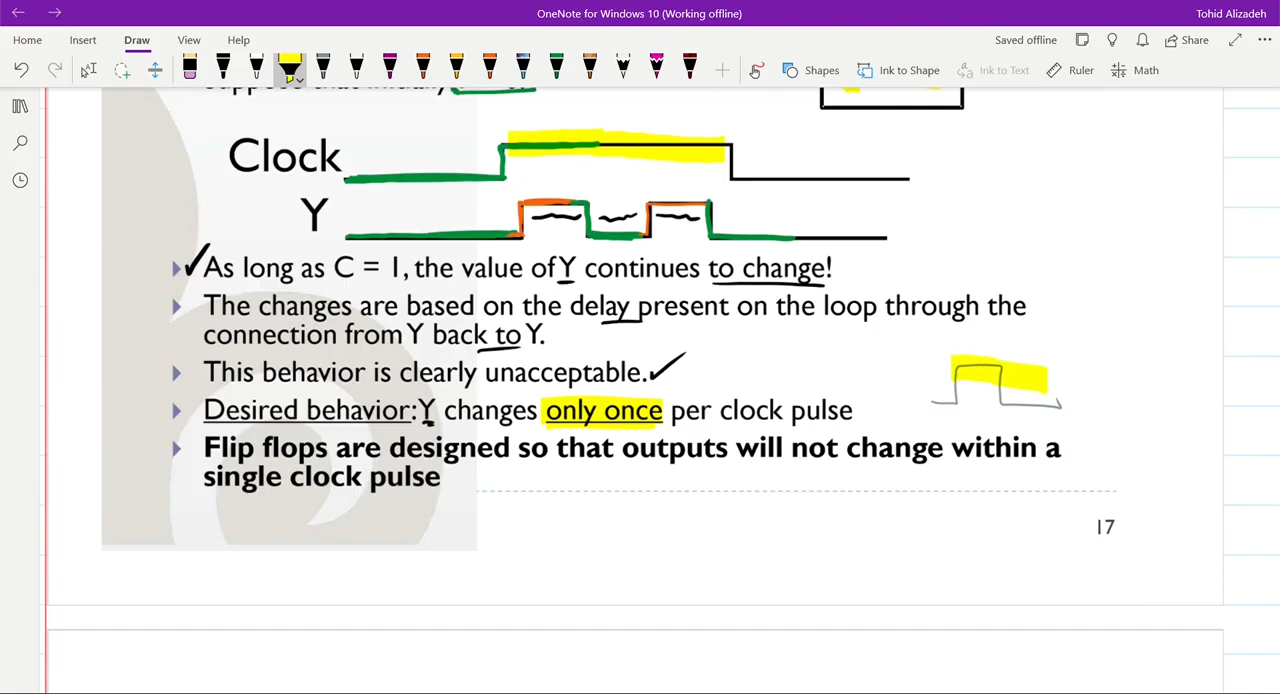 OneNote for Windows 10 (Working offline)
Tohid Alizadeh
Home Insert Draw View Help
Saved offline Share
Shapes Ink to Shape Ink to Text Ruler Math
Suppose that initially
Clock
Y
As long as C = 1, the value of Y continues to change!
The changes are based on the delay present on the loop through the
connection from Y back to Y.
This behavior is clearly unacceptable.
Desired behavior: Y changes only once per clock pulse
Flip flops are designed so that outputs will not change within a
single clock pulse
17